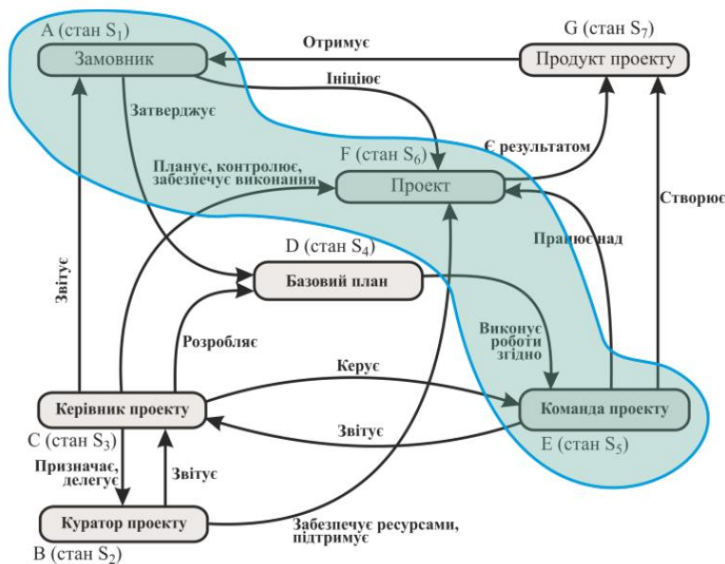 A (стан S₁)
Замовник
G (стан S₇)
Продукт проекту
Отримує
Ініціює
Затверджує
F (стан S₆)
Проект
Є результатом
Планує, контролює,
забезпечує виконання
Створює
Працює над
D (стан S₄)
Базовий план
Звітує
Розробляє
Виконує
роботи
згідно
Керує
Керівник проекту
C (стан S₃)
Команда проекту
E (стан S₅)
Звітує
Призначає,
делегує
Звітує
Куратор проекту
B (стан S₂)
Забезпечує ресурсами,
підтримує